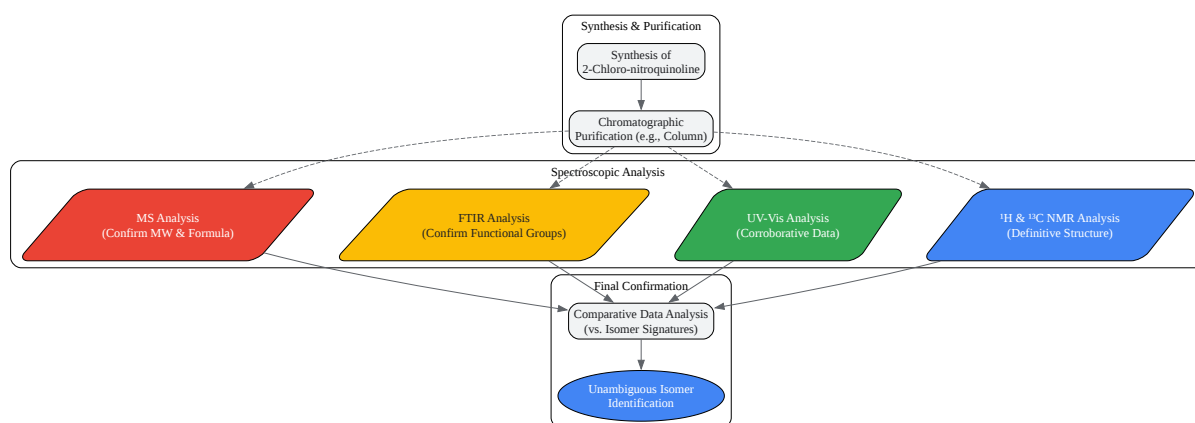 Synthesis & Purification
Synthesis of
2-Chloro-nitroquinoline
Chromatographic
Purification (e.g., Column)
Spectroscopic Analysis
MS Analysis
(Confirm MW & Formula)
FTIR Analysis
(Confirm Functional Groups)
UV-Vis Analysis
(Corroborative Data)
¹H & ¹³C NMR Analysis
(Definitive Structure)
Final Confirmation
Comparative Data Analysis
(vs. Isomer Signatures)
Unambiguous Isomer
Identification